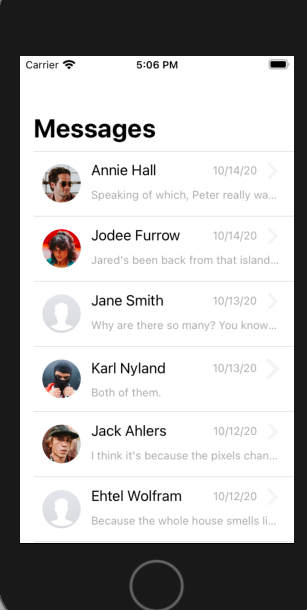 Carrier 5:06 PM
Messages
Annie Hall 10/14/20
Speaking of which, Peter really wa...
Jodee Furrow 10/14/20
Jared's been back from that island...
Jane Smith 10/13/20
Why are there so many? You know...
Karl Nyland 10/13/20
Both of them.
Jack Ahlers 10/12/20
I think it's because the pixels chan...
Ehtel Wolfram 10/12/20
Because the whole house smells li...